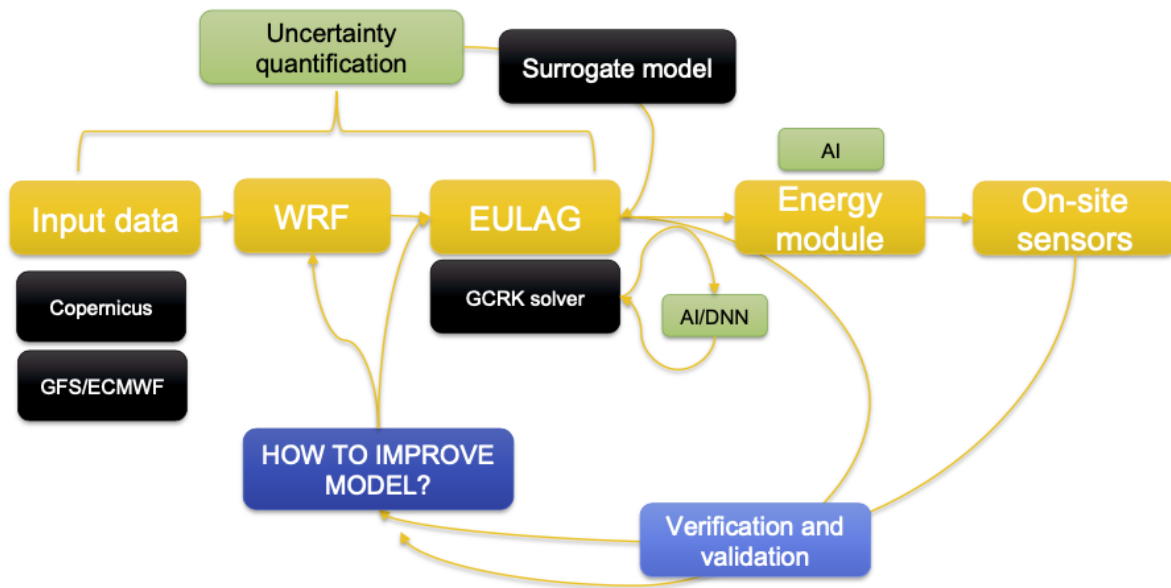 Uncertainty
quantification
Surrogate model
AI
Input data
WRF
EULAG
Energy
module
On-site
sensors
Copernicus
GCRK solver
AI/DNN
GFS/ECMWF
HOW TO IMPROVE
MODEL?
Verification and
validation